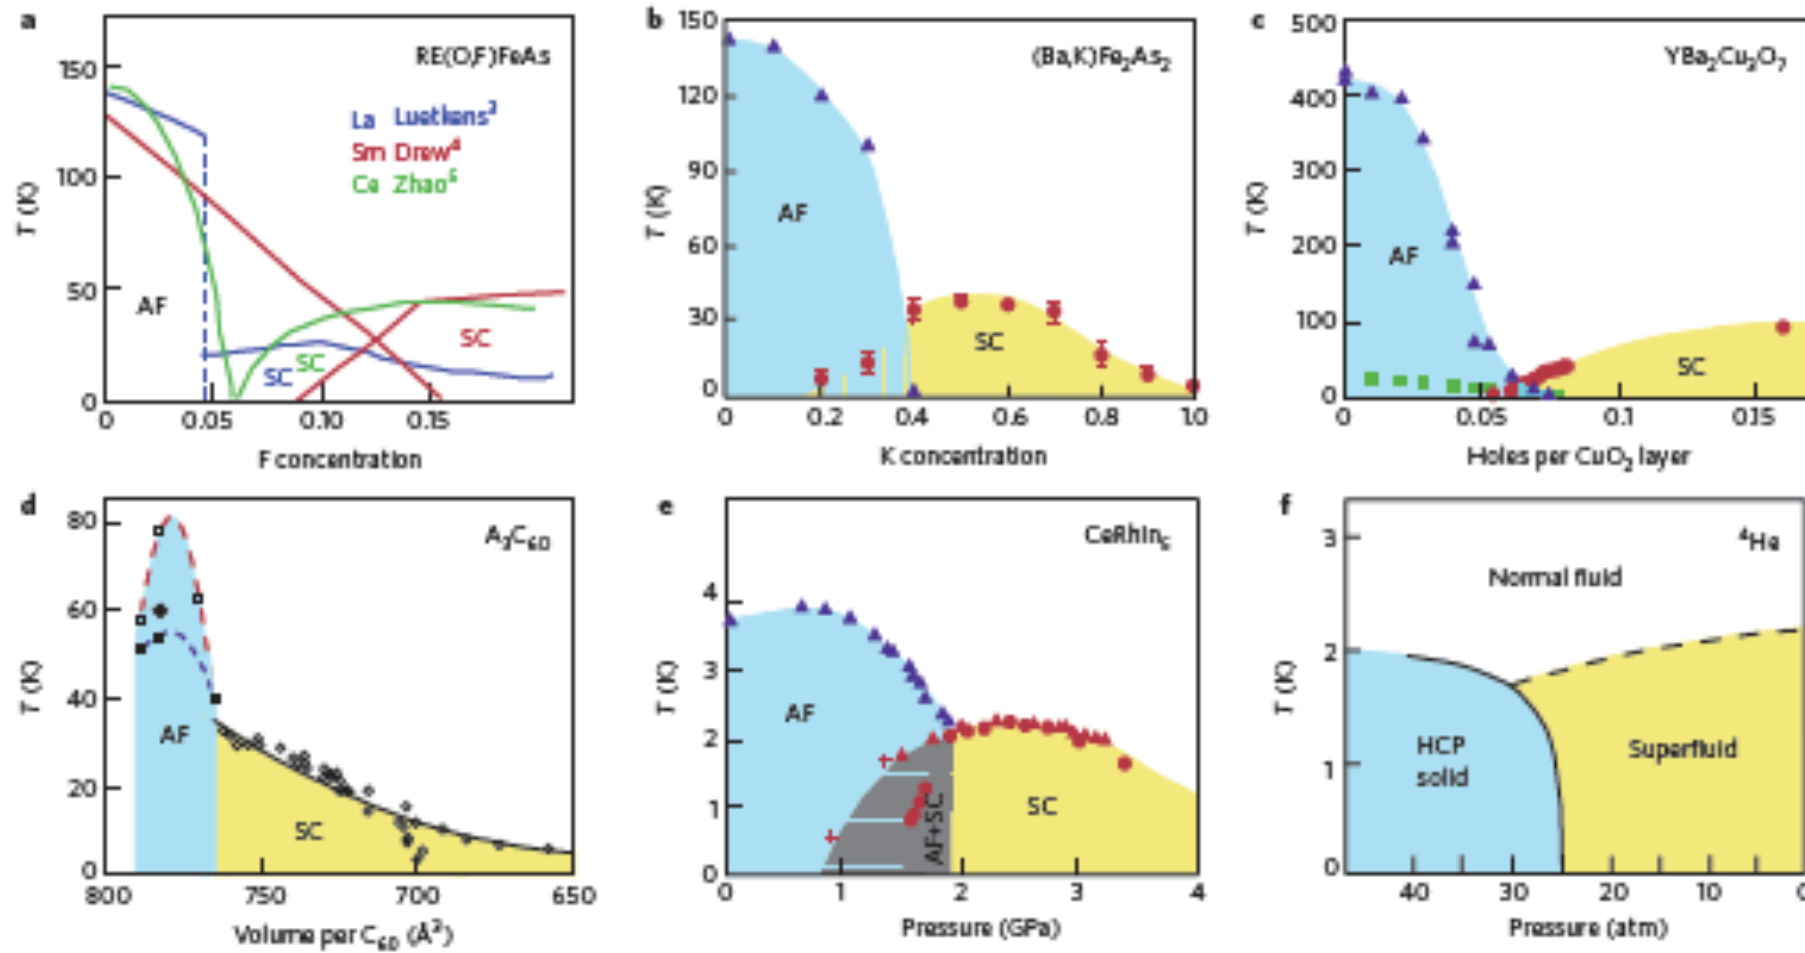 a
RE(O,F)FeAs
150
100
50
0
T (K)
La Luetkens³
Sm Drew⁴
Ce Zhao⁵
AF
SC
SC
SC
0 0.05 0.10 0.15
F concentration
b
(Ba,K)Fe₂As₂
150
120
90
60
30
0
T (K)
AF
SC
0 0.2 0.4 0.6 0.8 1.0
K concentration
c
YBa₂Cu₃O₇
500
400
300
200
100
0
T (K)
AF
SC
0 0.05 0.1 0.15
Holes per CuO₂ layer
d
A₃C₆₀
80
60
40
20
0
T (K)
AF
SC
800 750 700 650
Volume per C₆₀ (Å³)
e
CeRhIn₅
4
3
2
1
0
T (K)
AF
AF+SC
SC
0 1 2 3 4
Pressure (GPa)
f
⁴He
3
2
1
0
T (K)
Normal fluid
HCP
solid
Superfluid
40 30 20 10 0
Pressure (atm)